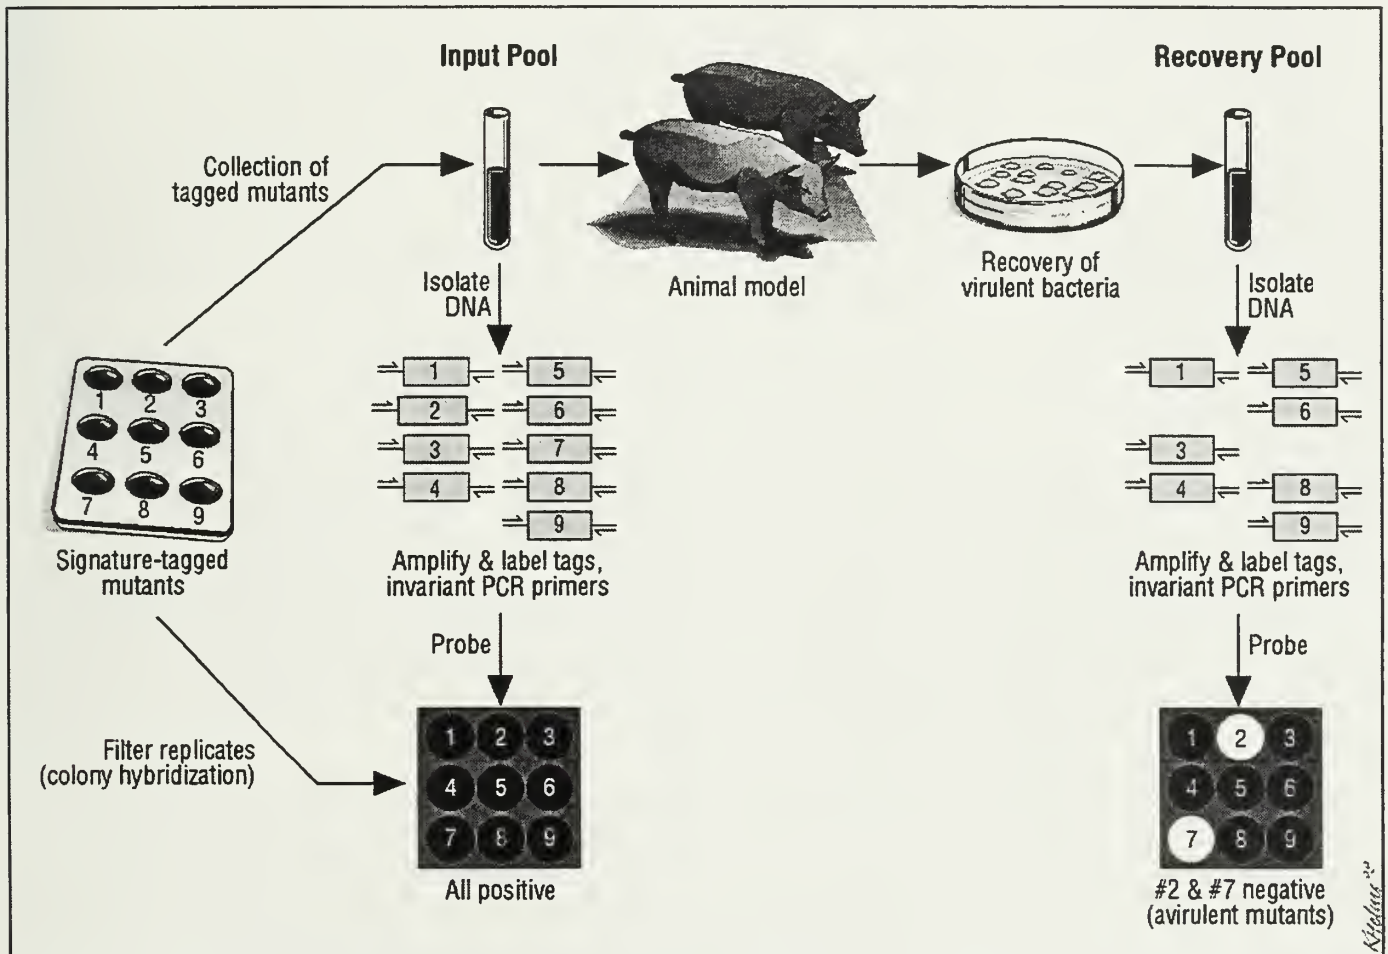 Input Pool
Recovery Pool
Collection of
tagged mutants
Animal model
Recovery of
virulent bacteria
Isolate
DNA
Isolate
DNA
1 5
2 6
3 7
4 8
9
1 5
6
3
4 8
9
1 2 3
4 5 6
7 8 9
Signature-tagged
mutants
Amplify & label tags,
invariant PCR primers
Amplify & label tags,
invariant PCR primers
Probe
Probe
Filter replicates
(colony hybridization)
1 2 3
4 5 6
7 8 9
All positive
1 2 3
4 5 6
7 8 9
#2 & #7 negative
(avirulent mutants)